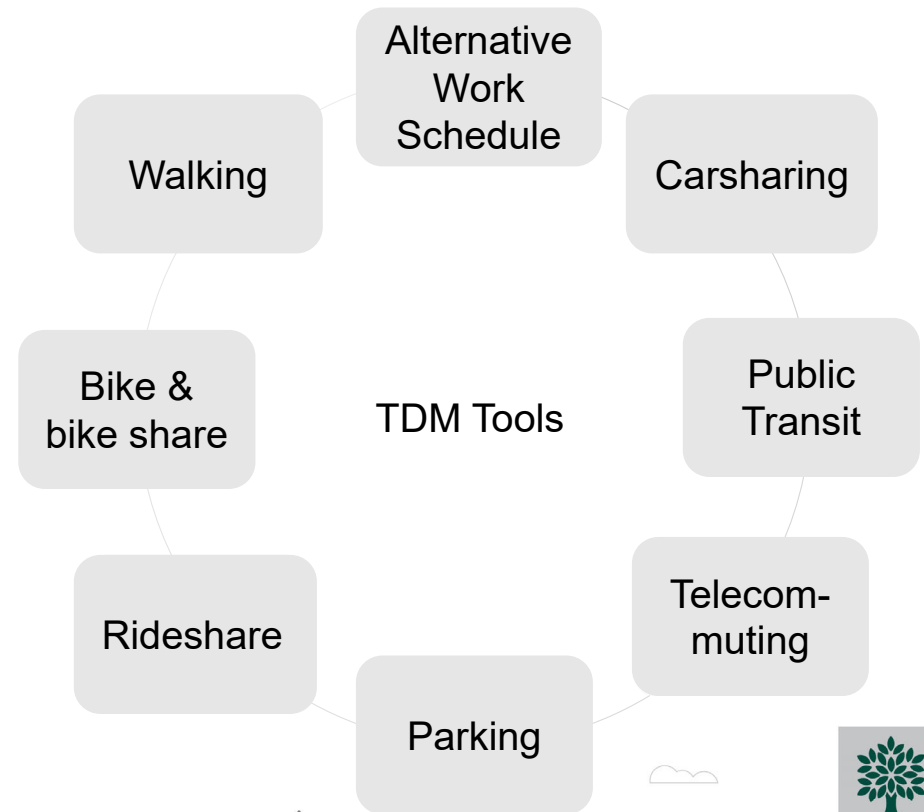 Alternative
Work
Schedule
Walking
Carsharing
Bike &
bike share
TDM Tools
Public
Transit
Telecom-
muting
Rideshare
Parking